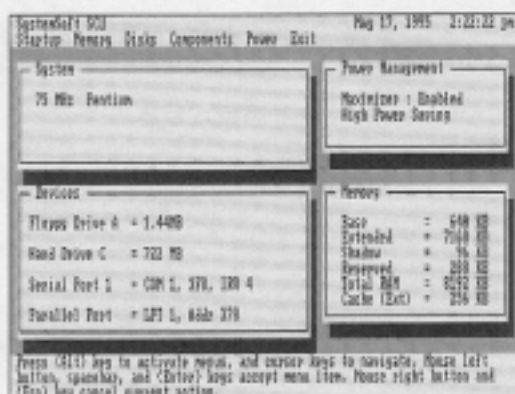 SystemSoft SCU May 17, 1995 2:22:22 pm
Startup Memory Disks Components Power Exit
System
75 MHz Pentium
Power Management
Maximizer : Enabled
High Power Saving
Devices
Floppy Drive A = 1.44MB
Hard Drive C = 722 MB
Serial Port 1 = COM 1, 3F8, IRQ 4
Parallel Port = LPT 1, Addr 378
Memory
Base = 640 KB
Extended = 7168 KB
Shadow = 96 KB
Reserved = 288 KB
Total RAM = 8192 KB
Cache (Ext) = 256 KB
Press <Alt> key to activate menus, and cursor keys to navigate. Mouse left
button, spacebar, and <Enter> keys accept menu item. Mouse right button and
<Esc> key cancel current action.